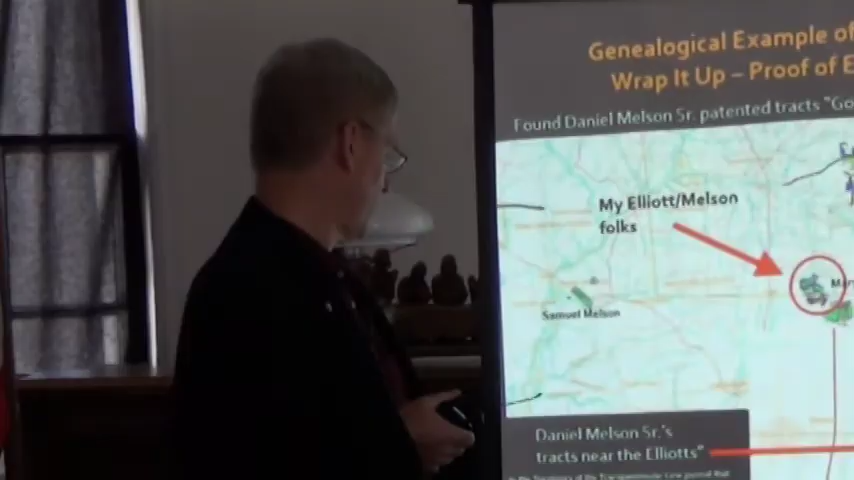 Genealogical Example of
Wrap It Up – Proof of E
Found Daniel Melson Sr. patented tracts "Go
My Elliott/Melson
folks
Samuel Melson
Daniel Melson Sr.'s
tracts near the Elliotts"